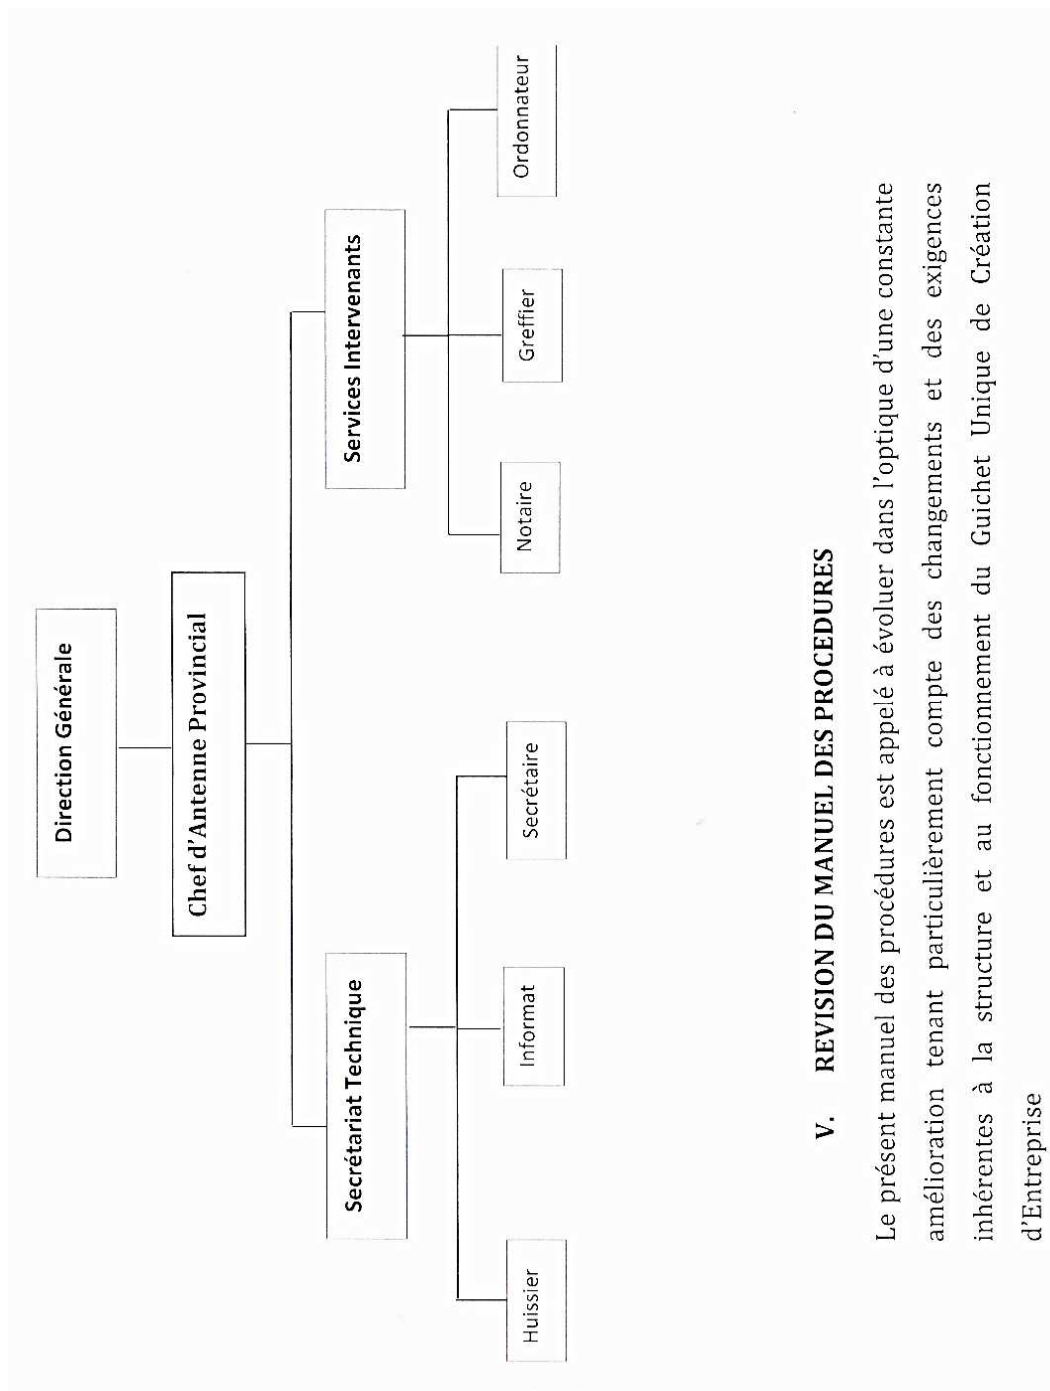 Direction Générale
Chef d'Antenne Provincial
Secrétariat Technique
Services Intervenants
Huissier
Informat
Secrétaire
Notaire
Greffier
Ordonnateur
V. REVISION DU MANUEL DES PROCEDURES
Le présent manuel des procédures est appelé à évoluer dans l'optique d'une constante
amélioration tenant particulièrement compte des changements et des exigences
inhérentes à la structure et au fonctionnement du Guichet Unique de Création
d'Entreprise